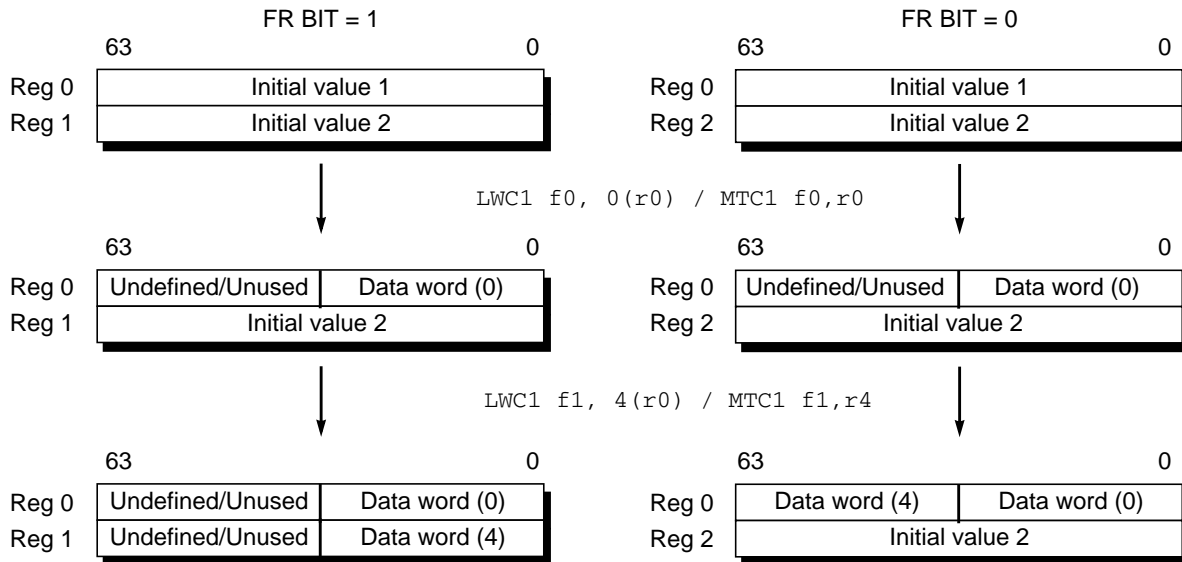 FR BIT = 1 FR BIT = 0
63 0 63 0
Reg 0 Initial value 1 Reg 0 Initial value 1
Reg 1 Initial value 2 Reg 2 Initial value 2
LWC1 f0, 0(r0) / MTC1 f0,r0
63 0 63 0
Reg 0 Undefined/Unused Data word (0) Reg 0 Undefined/Unused Data word (0)
Reg 1 Initial value 2 Reg 2 Initial value 2
LWC1 f1, 4(r0) / MTC1 f1,r4
63 0 63 0
Reg 0 Undefined/Unused Data word (0) Reg 0 Data word (4) Data word (0)
Reg 1 Undefined/Unused Data word (4) Reg 2 Initial value 2